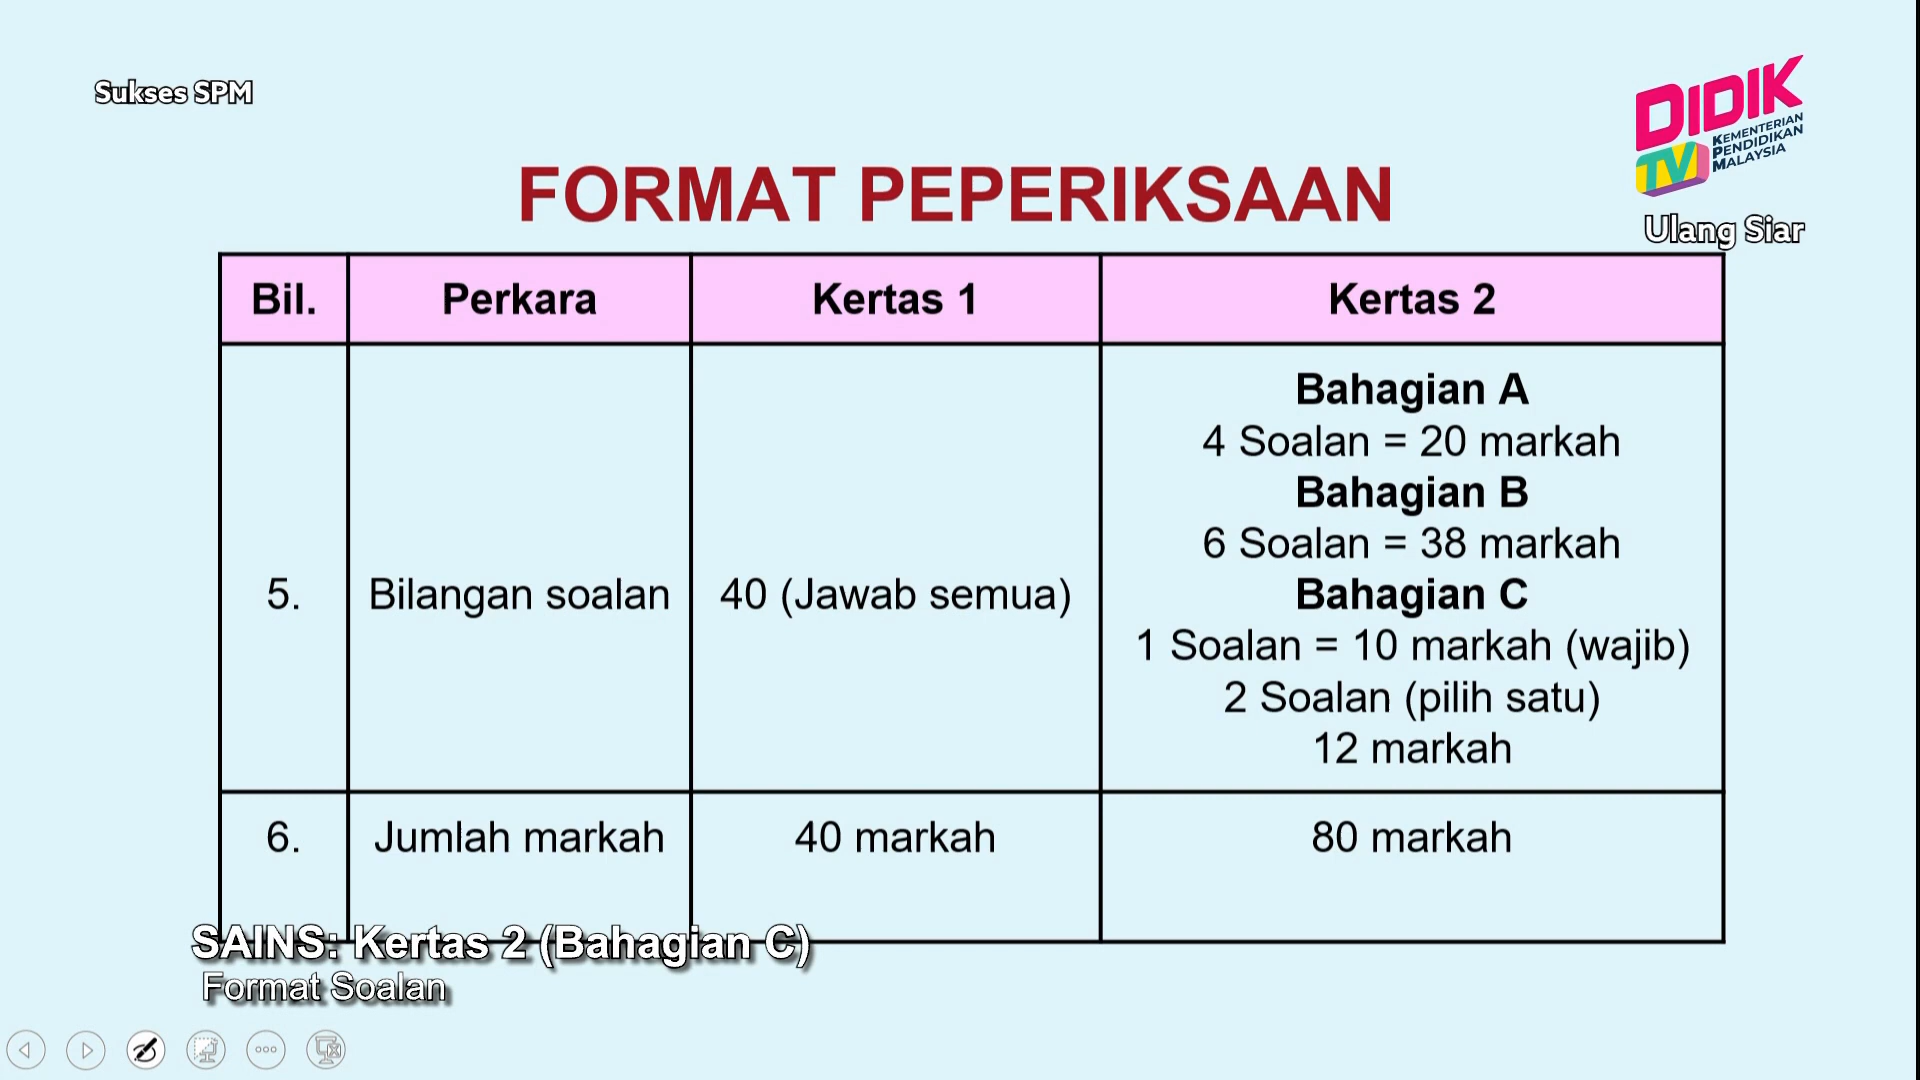 Sukses SPM
DIDIK
TV
KEMENTERIAN
PENDIDIKAN
MALAYSIA
Ulang Siar
FORMAT PEPERIKSAAN
Bil.
Perkara
Kertas 1
Kertas 2
5.
Bilangan soalan
40 (Jawab semua)
Bahagian A
4 Soalan = 20 markah
Bahagian B
6 Soalan = 38 markah
Bahagian C
1 Soalan = 10 markah (wajib)
2 Soalan (pilih satu)
12 markah
6.
Jumlah markah
40 markah
80 markah
SAINS: Kertas 2 (Bahagian C)
Format Soalan